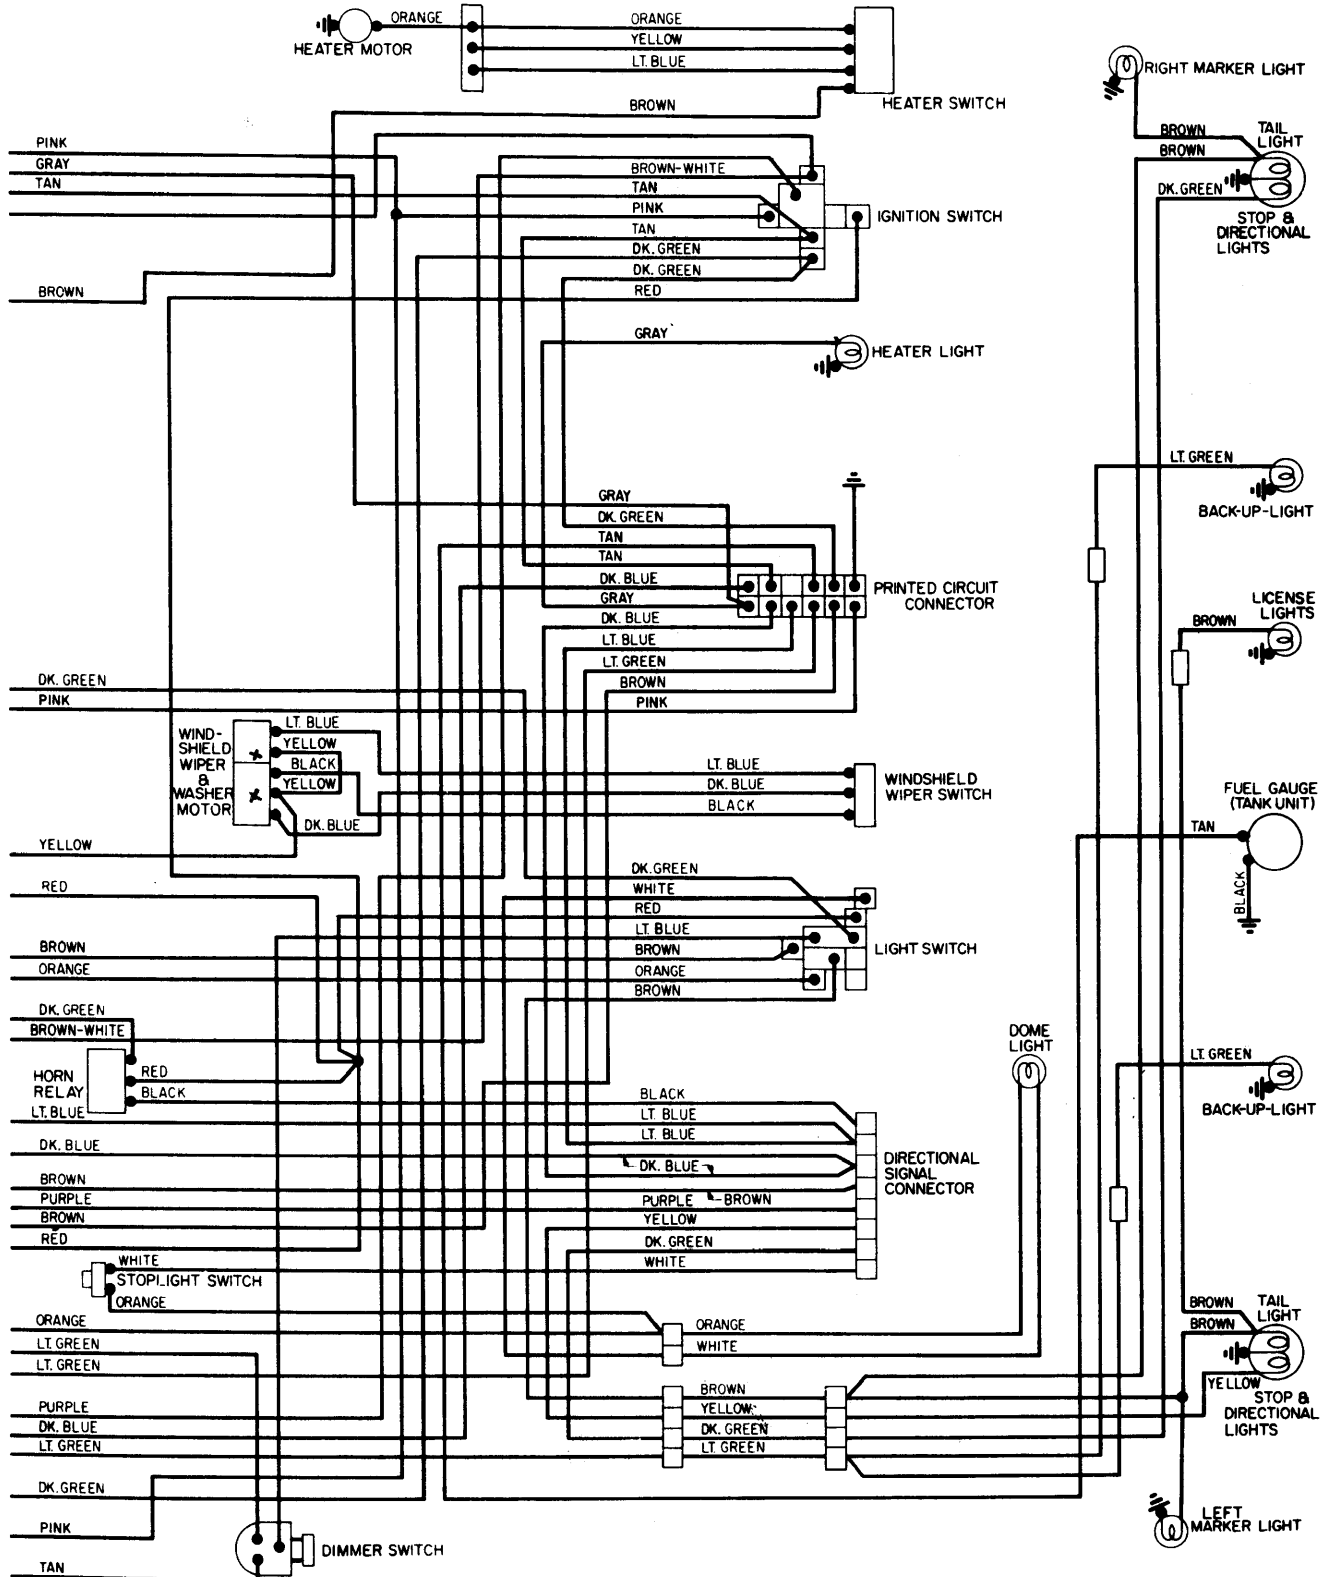 ORANGE
HEATER MOTOR
ORANGE
YELLOW
LT. BLUE
BROWN
HEATER SWITCH
RIGHT MARKER LIGHT
BROWN
BROWN
TAIL
LIGHT
DK. GREEN
STOP &
DIRECTIONAL
LIGHTS
PINK
GRAY
TAN
BROWN-WHITE
TAN
PINK
TAN
DK. GREEN
DK. GREEN
RED
IGNITION SWITCH
BROWN
GRAY
HEATER LIGHT
LT. GREEN
BACK-UP-LIGHT
GRAY
DK. GREEN
TAN
TAN
DK. BLUE
GRAY
DK. BLUE
LT. BLUE
LT. GREEN
BROWN
PINK
PRINTED CIRCUIT
CONNECTOR
LICENSE
LIGHTS
BROWN
DK. GREEN
PINK
WIND-
SHIELD
WIPER
&
WASHER
MOTOR
LT. BLUE
YELLOW
BLACK
YELLOW
DK. BLUE
LT. BLUE
DK. BLUE
BLACK
WINDSHIELD
WIPER SWITCH
FUEL GAUGE
(TANK UNIT)
TAN
BLACK
YELLOW
RED
DK. GREEN
WHITE
RED
LT. BLUE
BROWN
ORANGE
BROWN
LIGHT SWITCH
BROWN
ORANGE
DK. GREEN
BROWN-WHITE
HORN
RELAY
RED
BLACK
LT. BLUE
DK. BLUE
BROWN
PURPLE
BROWN
RED
DOME
LIGHT
LT. GREEN
BACK-UP-LIGHT
BLACK
LT. BLUE
LT. BLUE
DK. BLUE
BROWN
PURPLE
YELLOW
DK. GREEN
WHITE
DIRECTIONAL
SIGNAL
CONNECTOR
WHITE
STOPLIGHT SWITCH
ORANGE
ORANGE
LT. GREEN
LT. GREEN
ORANGE
WHITE
BROWN
BROWN
TAIL
LIGHT
YELLOW
STOP &
DIRECTIONAL
LIGHTS
BROWN
YELLOW
DK. GREEN
LT. GREEN
PURPLE
DK. BLUE
LT. GREEN
DK. GREEN
PINK
TAN
DIMMER SWITCH
LEFT
MARKER LIGHT